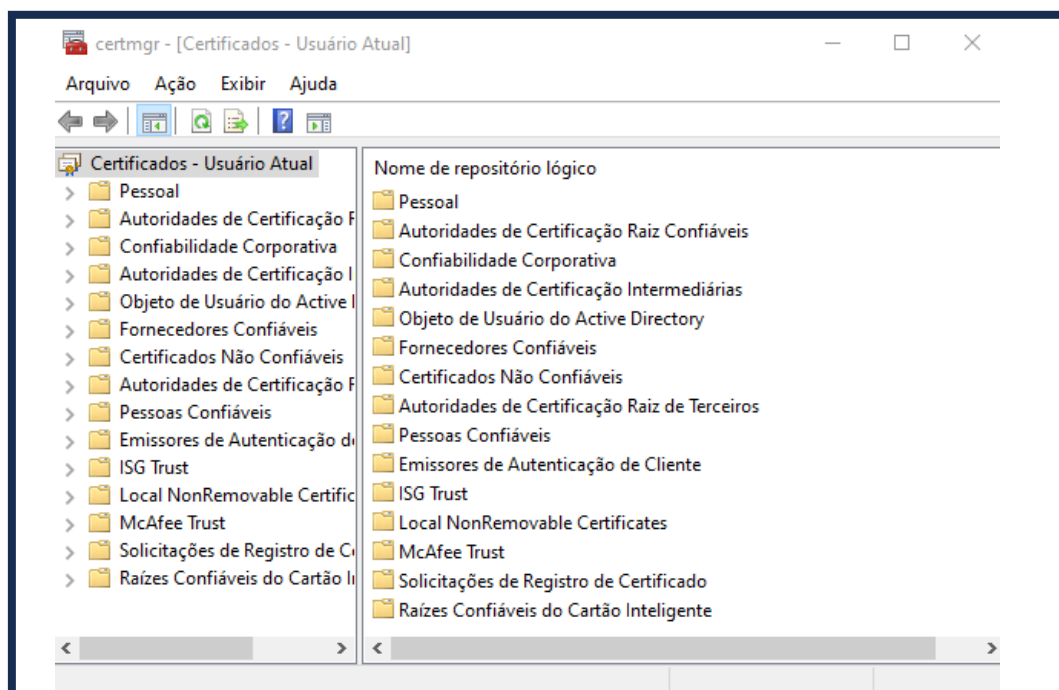 certmgr - [Certificados - Usuário Atual]
Arquivo Ação Exibir Ajuda
Certificados - Usuário Atual
Pessoal
Autoridades de Certificação
Confiabilidade Corporativa
Autoridades de Certificação
Objeto de Usuário do Active
Fornecedores Confiáveis
Certificados Não Confiáveis
Autoridades de Certificação
Pessoas Confiáveis
Emissores de Autenticação
ISG Trust
Local NonRemovable Certific
McAfee Trust
Solicitações de Registro de
Raízes Confiáveis do Cartão
Nome de repositório lógico
Pessoal
Autoridades de Certificação Raiz Confiáveis
Confiabilidade Corporativa
Autoridades de Certificação Intermediárias
Objeto de Usuário do Active Directory
Fornecedores Confiáveis
Certificados Não Confiáveis
Autoridades de Certificação Raiz de Terceiros
Pessoas Confiáveis
Emissores de Autenticação de Cliente
ISG Trust
Local NonRemovable Certificates
McAfee Trust
Solicitações de Registro de Certificado
Raízes Confiáveis do Cartão Inteligente